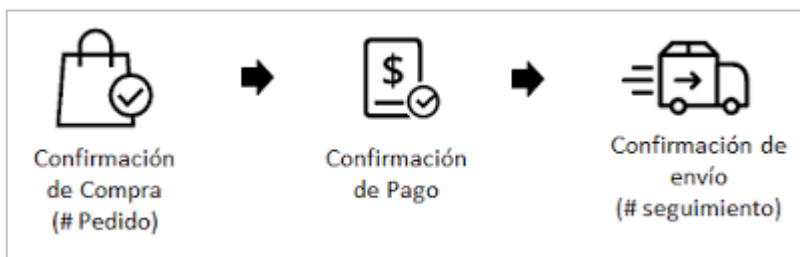 Confirmación
de Compra
(# Pedido)
$
Confirmación
de Pago
Confirmación de
envío
(# seguimiento)